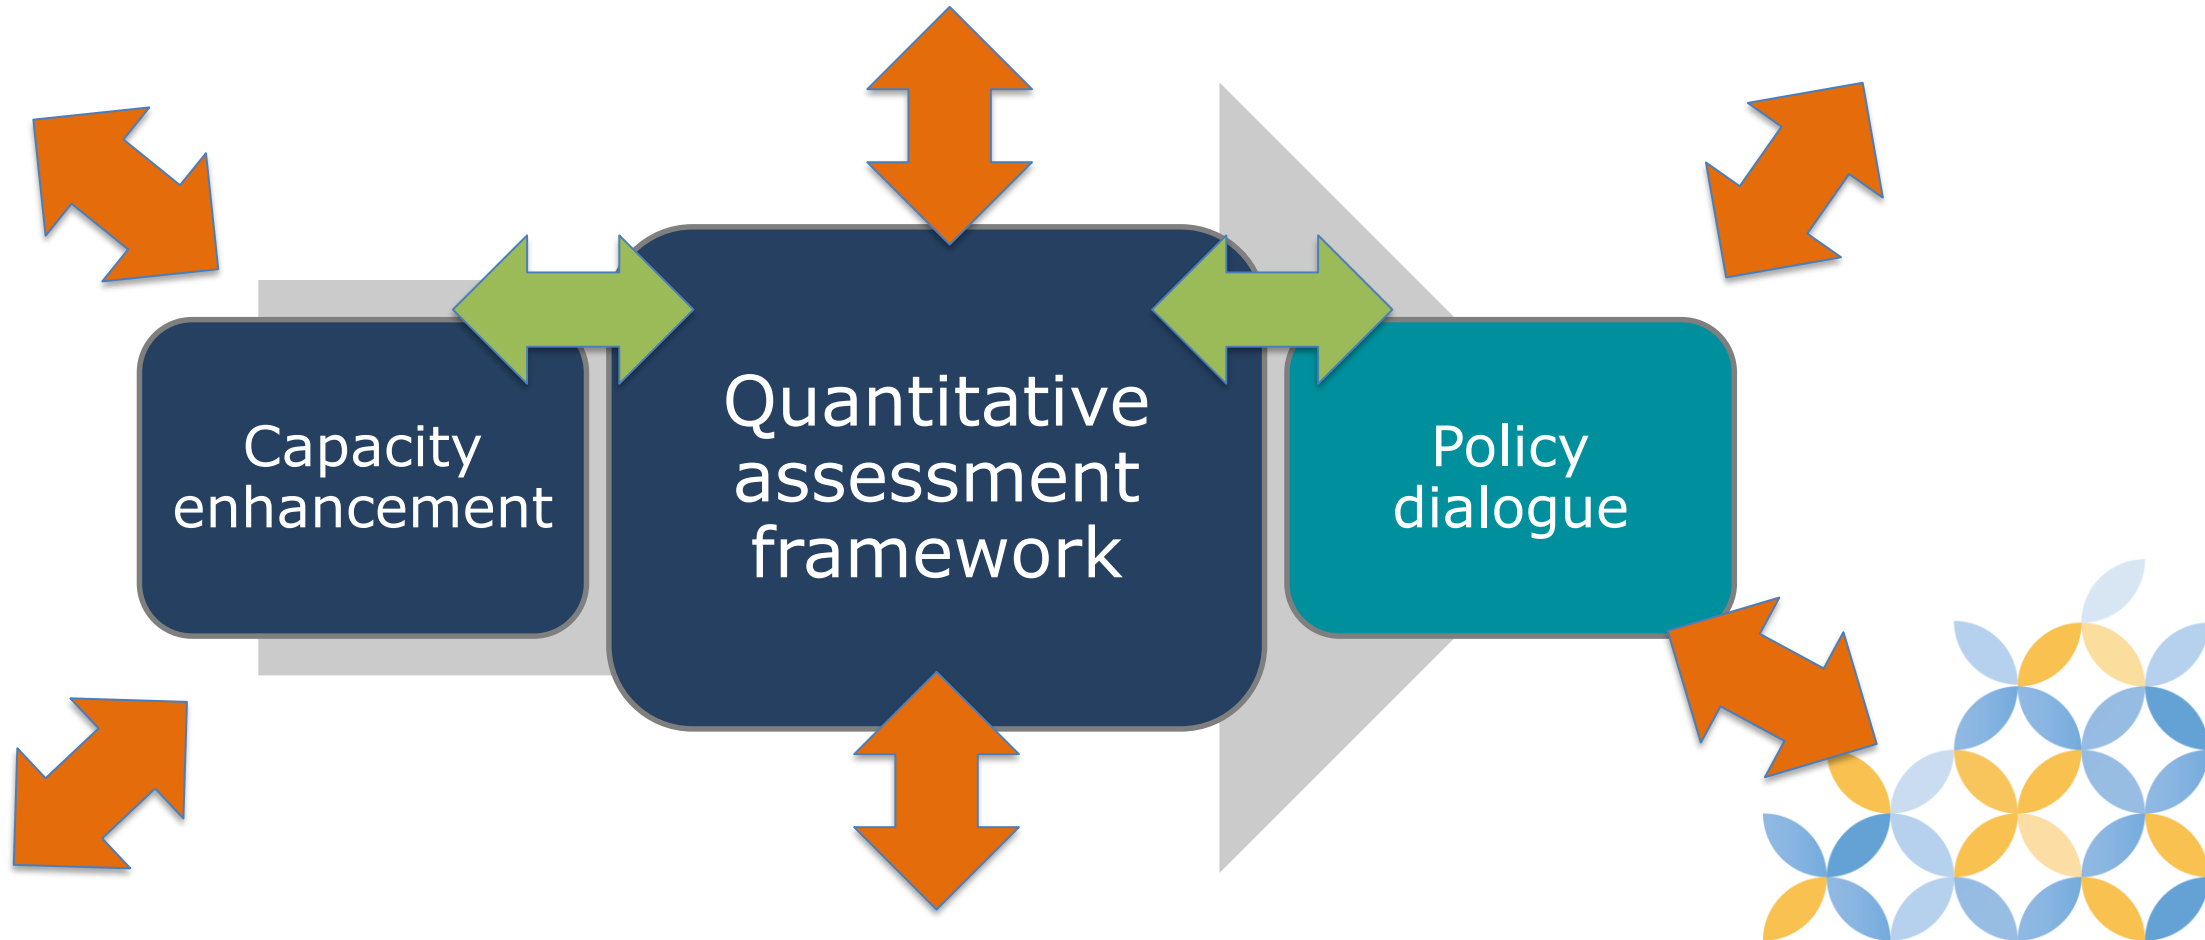 Capacity
enhancement
Quantitative
assessment
framework
Policy
dialogue